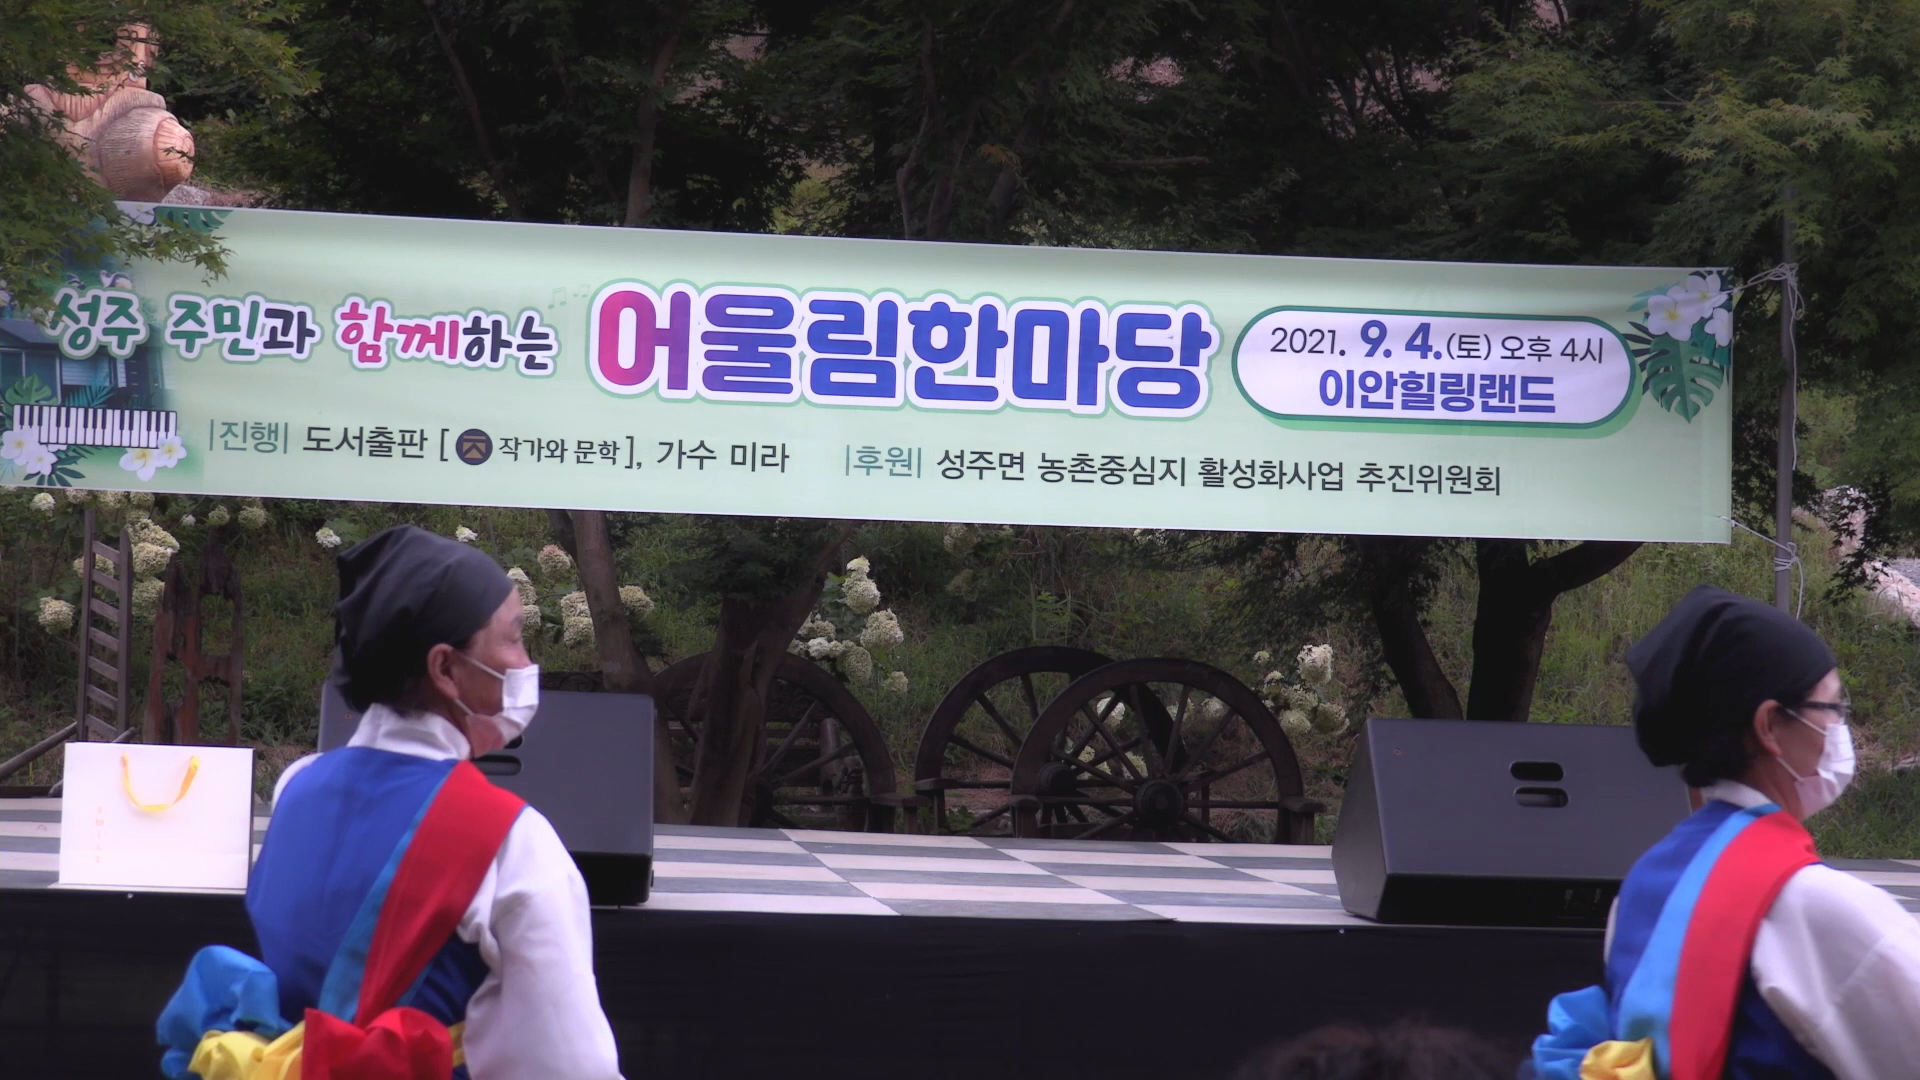 성주 주민과 함께하는 어울림한마당
2021. 9. 4.(토) 오후 4시
이안힐링랜드
|진행| 도서출판 [작가와 문학], 가수 미라 |후원| 성주면 농촌중심지 활성화사업 추진위원회